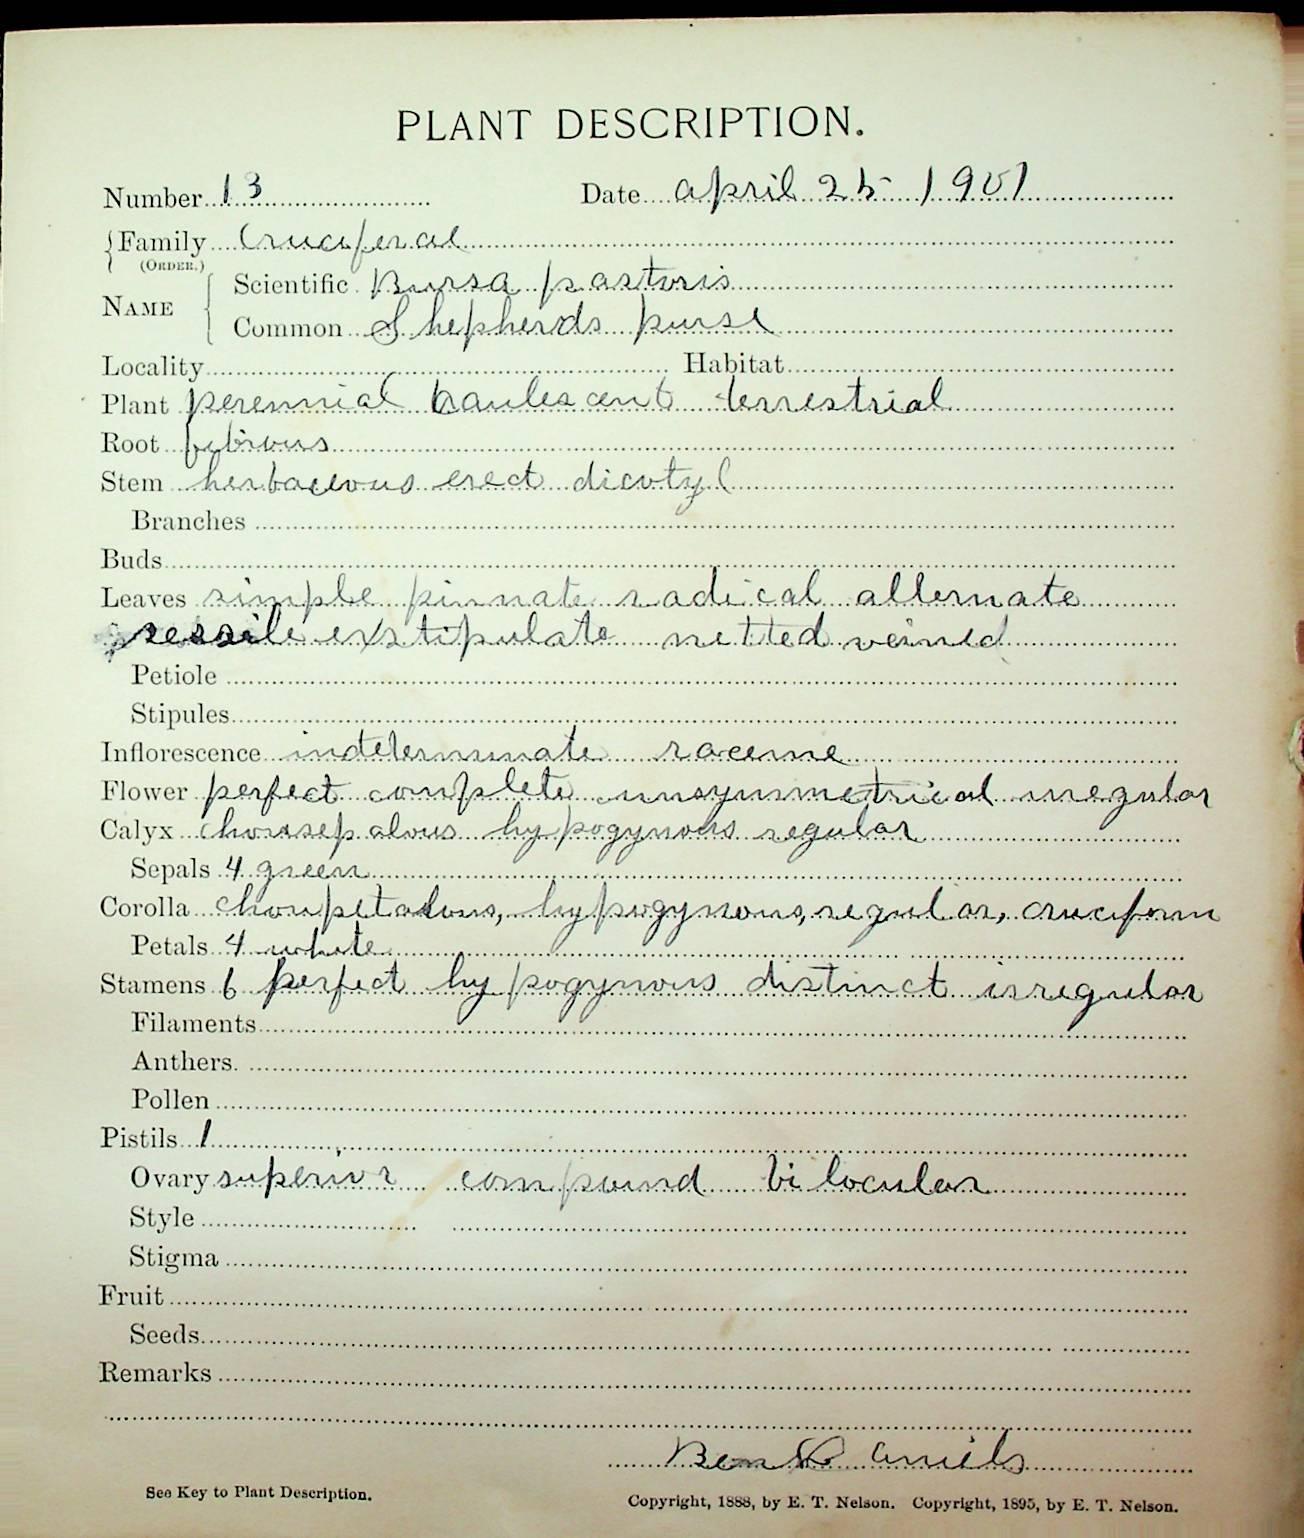 PLANT DESCRIPTION.
Number 13 Date april 25 1901
Family Cruciferae
(ORDER.)
NAME
Scientific Bursa pastoris
Common Shepherds purse
Locality Habitat
Plant perennial caulescent terrestrial
Root fibrous
Stem herbaceous erect dicotyl
Branches
Buds
Leaves simple pinnate radical alternate
sessile exstipulate netted veined
Petiole
Stipules
Inflorescence indeterminate raceme
Flower perfect complete unsymmetrical irregular
Calyx chorisepalous hypogynous regular
Sepals 4 green
Corolla choripetalous, hypogynous, regular, cruciform
Petals 4 white
Stamens 6 perfect hypogynous distinct irregular
Filaments
Anthers.
Pollen
Pistils 1
Ovary superior compound bilocular
Style
Stigma
Fruit
Seeds
Remarks
Ben Daniels
See Key to Plant Description. Copyright, 1888, by E. T. Nelson. Copyright, 1895, by E. T. Nelson.